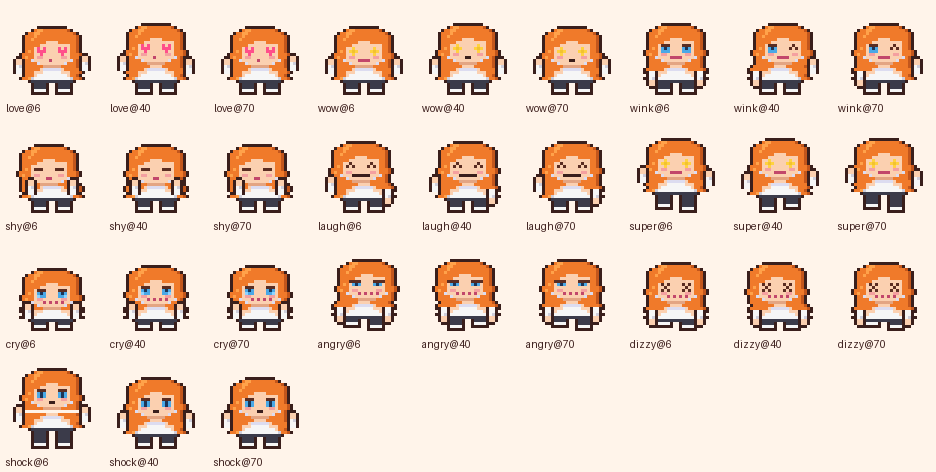 love@6 love@40 love@70 wow@6 wow@40 wow@70 wink@6 wink@40 wink@70
shy@6 shy@40 shy@70 laugh@6 laugh@40 laugh@70 super@6 super@40 super@70
cry@6 cry@40 cry@70 angry@6 angry@40 angry@70 dizzy@6 dizzy@40 dizzy@70
shock@6 shock@40 shock@70